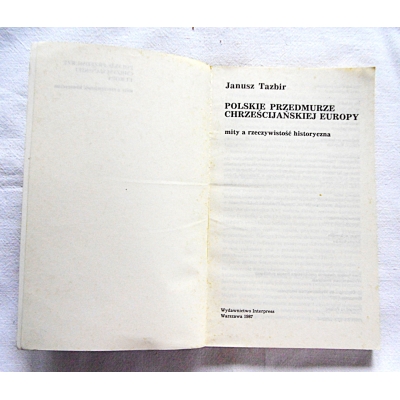 Janusz Tazbir
POLSKIE PRZEDMURZE
CHRZEŚCIJAŃSKIEJ EUROPY
mity a rzeczywistość historyczna
Wydawnictwo Interpress
Warszawa 1987